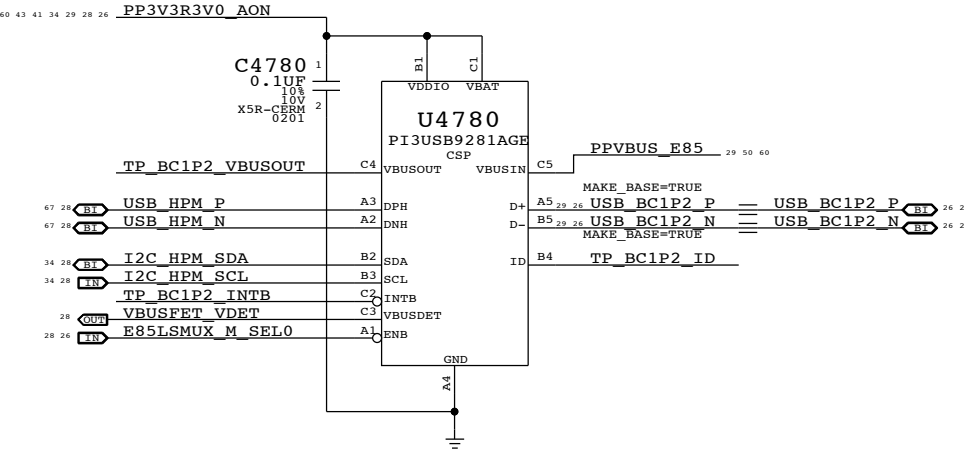 60 43 41 34 29 28 26 PP3V3R3V0_AON
C4780 1
0.1UF
10%
10V
X5R-CERM 2
0201
B1 C1
VDDIO VBAT
U4780
PI3USB9281AGE
CSP
TP_BC1P2_VBUSOUT C4 VBUSOUT
VBUSIN C5 PPVBUS_E85 29 50 60
MAKE_BASE=TRUE
67 28 BI USB_HPM_P A3 DPH
D+ A5 29 26 USB_BC1P2_P USB_BC1P2_P BI 26 2
67 28 BI USB_HPM_N A2 DNH
D- B5 29 26 USB_BC1P2_N USB_BC1P2_N BI 26 2
MAKE_BASE=TRUE
34 28 BI I2C_HPM_SDA B2 SDA
ID B4 TP_BC1P2_ID
34 28 IN I2C_HPM_SCL B3 SCL
TP_BC1P2_INTB C2 INTB
28 OUT VBUSFET_VDET C3 VBUSDET
28 26 IN E85LSMUX_M_SEL0 A1 ENB
GND
A4